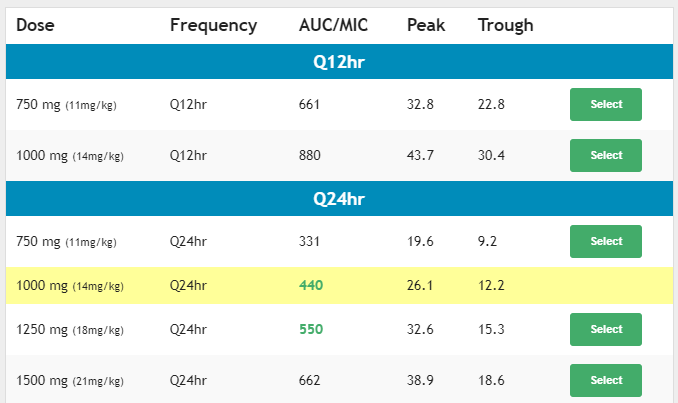 Dose Frequency AUC/MIC Peak Trough
Q12hr
750 mg (11mg/kg) Q12hr 661 32.8 22.8 Select
1000 mg (14mg/kg) Q12hr 880 43.7 30.4 Select
Q24hr
750 mg (11mg/kg) Q24hr 331 19.6 9.2 Select
1000 mg (14mg/kg) Q24hr 440 26.1 12.2
1250 mg (18mg/kg) Q24hr 550 32.6 15.3 Select
1500 mg (21mg/kg) Q24hr 662 38.9 18.6 Select